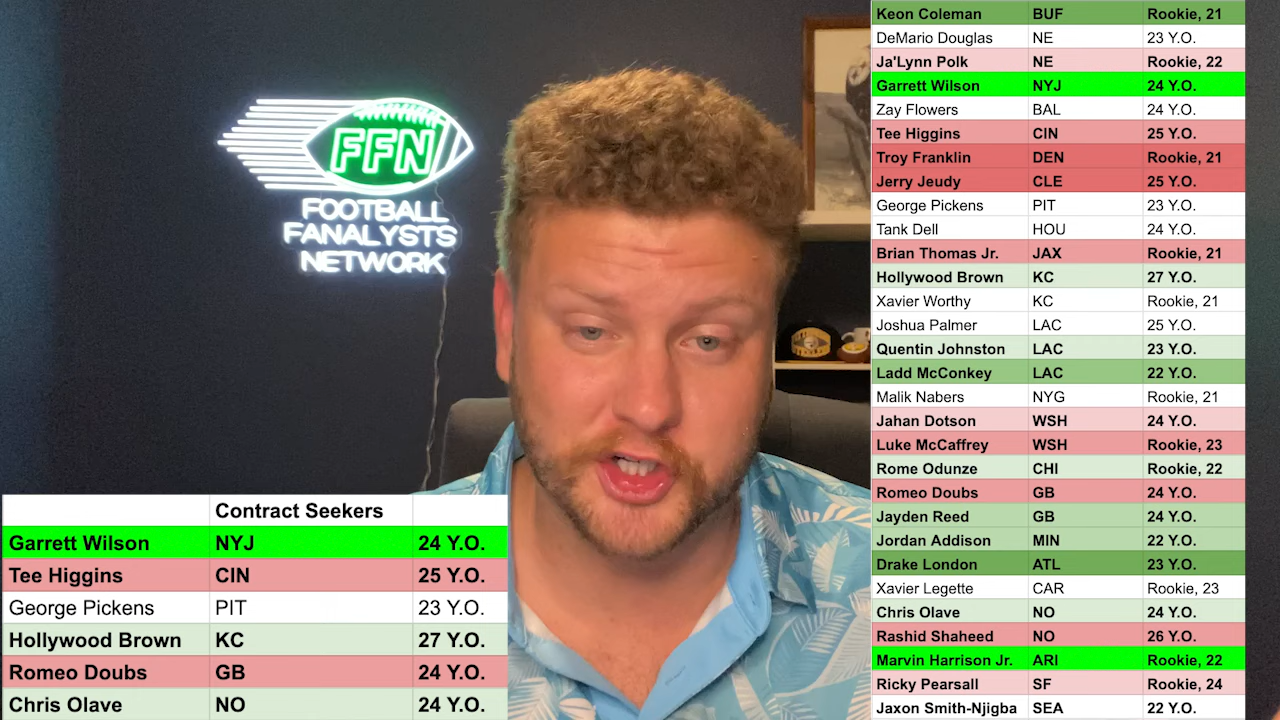 FFN
FOOTBALL
FANALYSTS
NETWORK
Contract Seekers
Garrett Wilson NYJ 24 Y.O.
Tee Higgins CIN 25 Y.O.
George Pickens PIT 23 Y.O.
Hollywood Brown KC 27 Y.O.
Romeo Doubs GB 24 Y.O.
Chris Olave NO 24 Y.O.
Keon Coleman BUF Rookie, 21
DeMario Douglas NE 23 Y.O.
Ja'Lynn Polk NE Rookie, 22
Garrett Wilson NYJ 24 Y.O.
Zay Flowers BAL 24 Y.O.
Tee Higgins CIN 25 Y.O.
Troy Franklin DEN Rookie, 21
Jerry Jeudy CLE 25 Y.O.
George Pickens PIT 23 Y.O.
Tank Dell HOU 24 Y.O.
Brian Thomas Jr. JAX Rookie, 21
Hollywood Brown KC 27 Y.O.
Xavier Worthy KC Rookie, 21
Joshua Palmer LAC 25 Y.O.
Quentin Johnston LAC 23 Y.O.
Ladd McConkey LAC 22 Y.O.
Malik Nabers NYG Rookie, 21
Jahan Dotson WSH 24 Y.O.
Luke McCaffrey WSH Rookie, 23
Rome Odunze CHI Rookie, 22
Romeo Doubs GB 24 Y.O.
Jayden Reed GB 24 Y.O.
Jordan Addison MIN 22 Y.O.
Drake London ATL 23 Y.O.
Xavier Legette CAR Rookie, 23
Chris Olave NO 24 Y.O.
Rashid Shaheed NO 26 Y.O.
Marvin Harrison Jr. ARI Rookie, 22
Ricky Pearsall SF Rookie, 24
Jaxon Smith-Njigba SEA 22 Y.O.